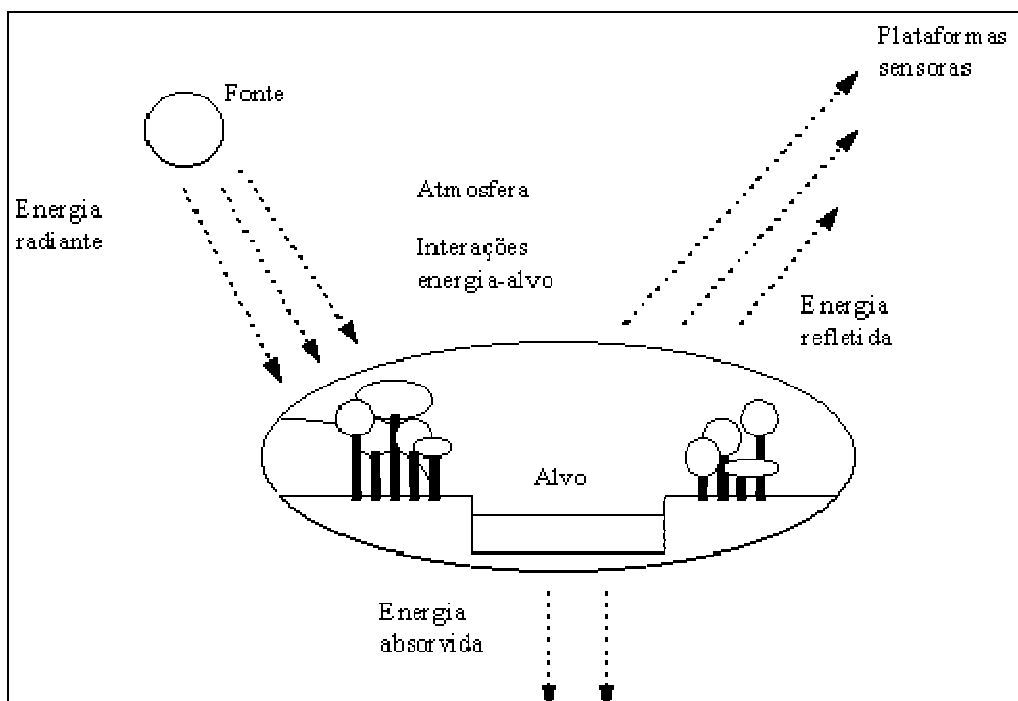 Plataformas
sensoras
Fonte
Energia
radiante
Atmosfera
Interações
energia-alvo
Energia
refletida
Alvo
Energia
absorvida